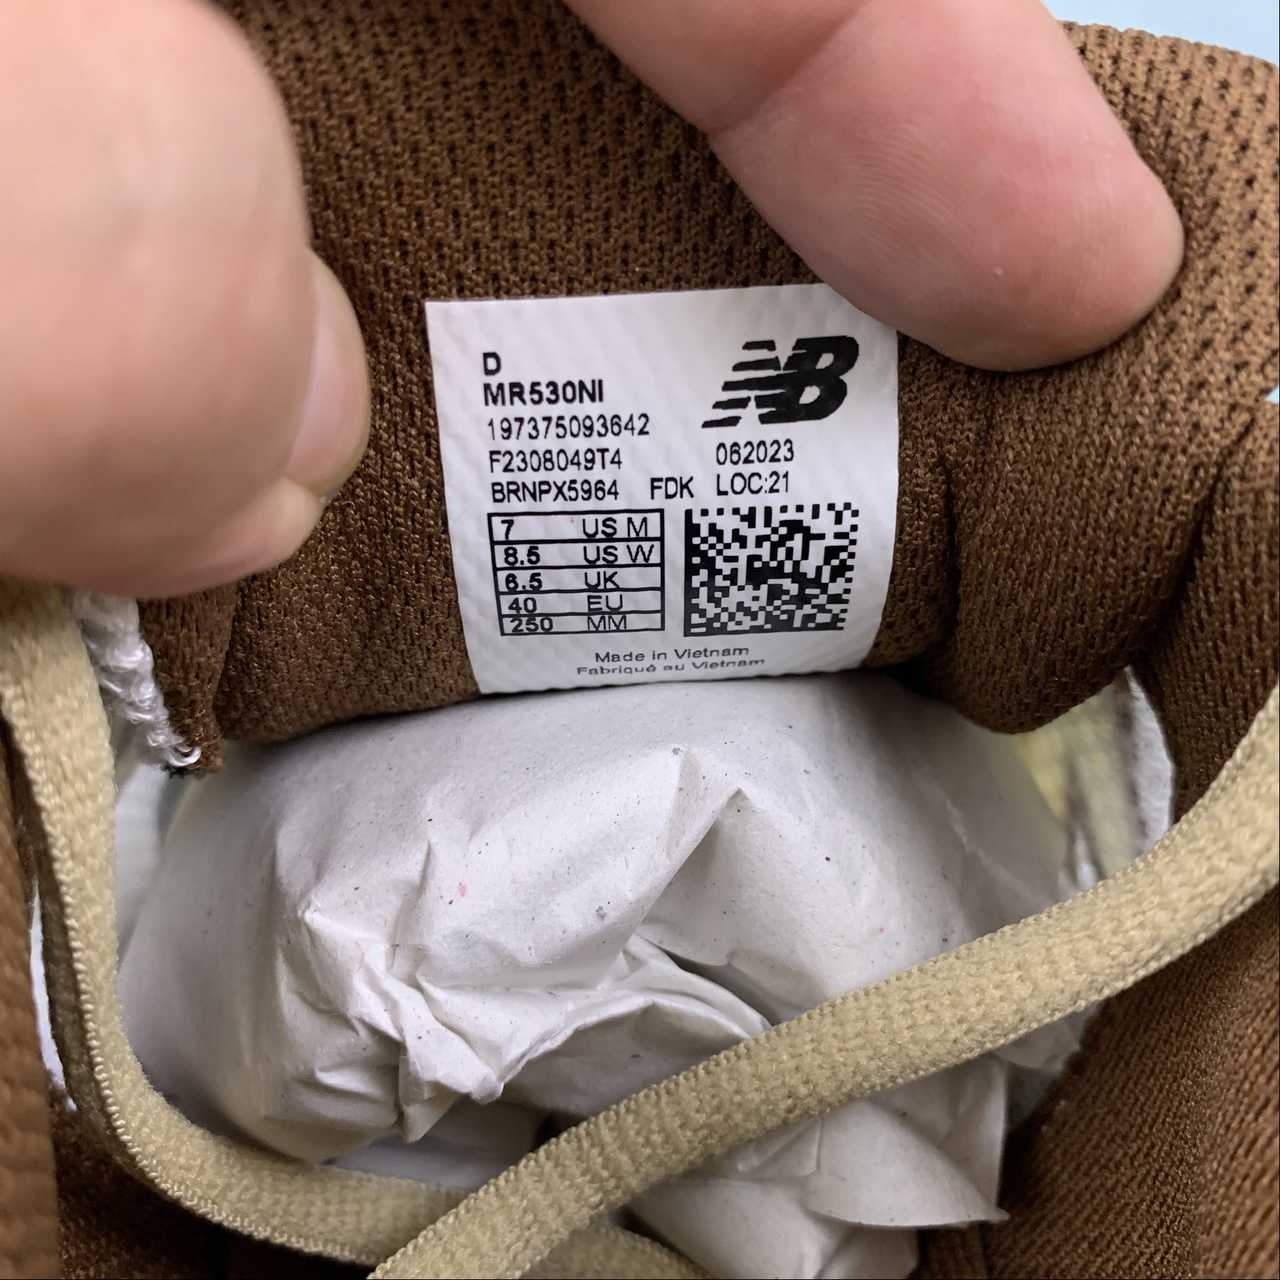 D
MR530NI
197375093642
F2308049T4 062023
BRNPX5964 FDK LOC:21
7 US M
8.5 US W
6.5 UK
40 EU
250 MM
Made in Vietnam
Fabriqué au Vietnam
NB